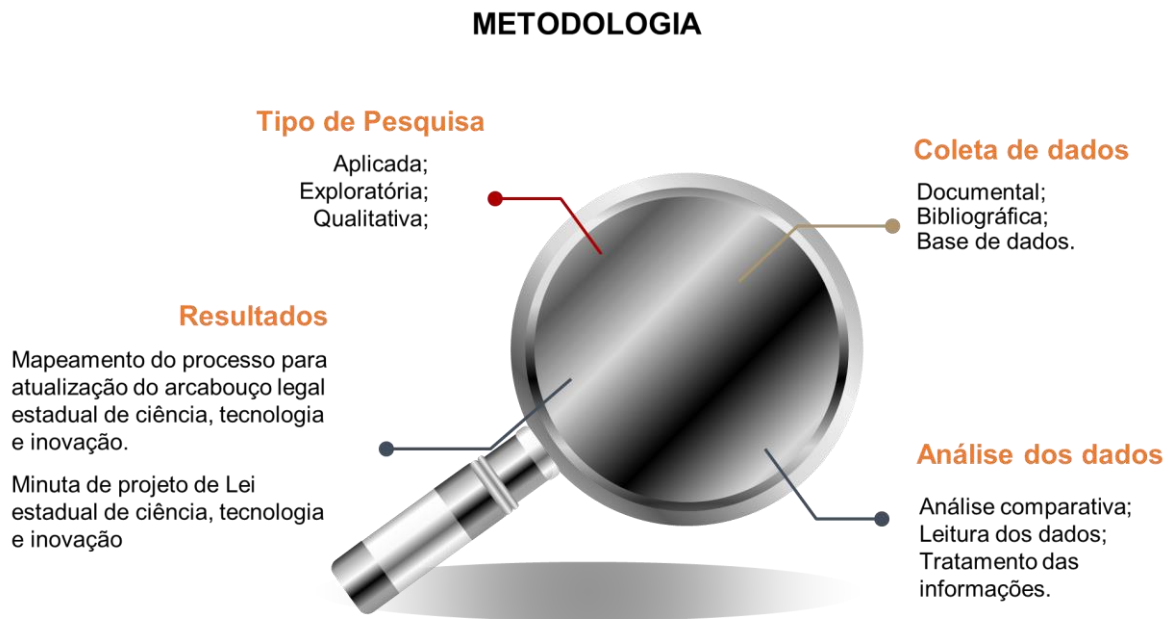 METODOLOGIA
Tipo de Pesquisa
Aplicada;
Exploratória;
Qualitativa;
Coleta de dados
Documental;
Bibliográfica;
Base de dados.
Resultados
Mapeamento do processo para
atualização do arcabouço legal
estadual de ciência, tecnologia
e inovação.
Minuta de projeto de Lei
estadual de ciência, tecnologia
e inovação
Análise dos dados
Análise comparativa;
Leitura dos dados;
Tratamento das
informações.